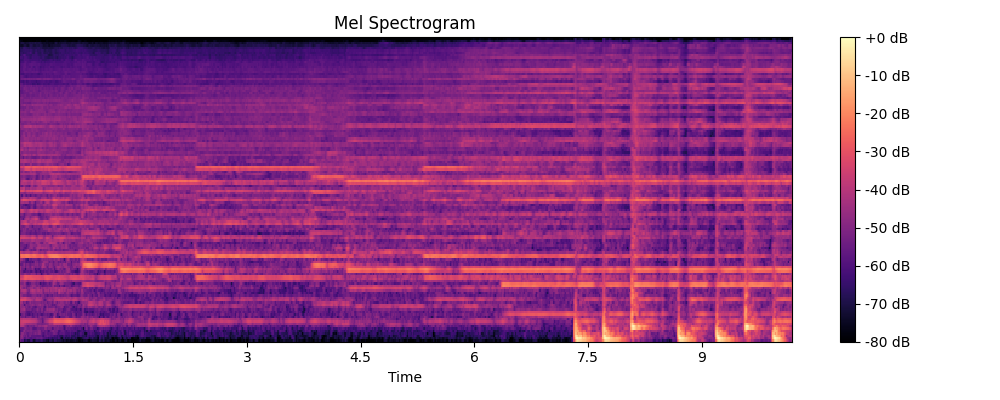 Mel Spectrogram
+0 dB
-10 dB
-20 dB
-30 dB
-40 dB
-50 dB
-60 dB
-70 dB
-80 dB
0 1.5 3 4.5 6 7.5 9
Time